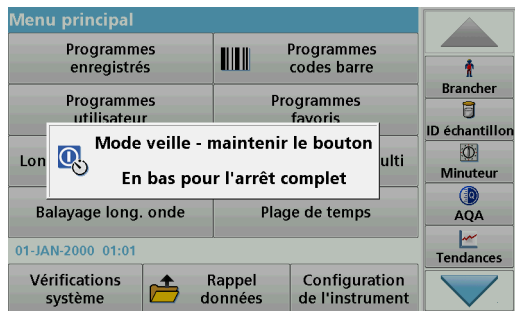 Menu principal
Programmes
enregistrés
Programmes
codes barre
Programmes
utilisateur
Programmes
favoris
Mode veille - maintenir le bouton
En bas pour l'arrêt complet
Lon
ulti
Balayage long. onde
Plage de temps
01-JAN-2000 01:01
Vérifications
système
Rappel
données
Configuration
de l'instrument
Brancher
ID échantillon
Minuteur
AQA
Tendances